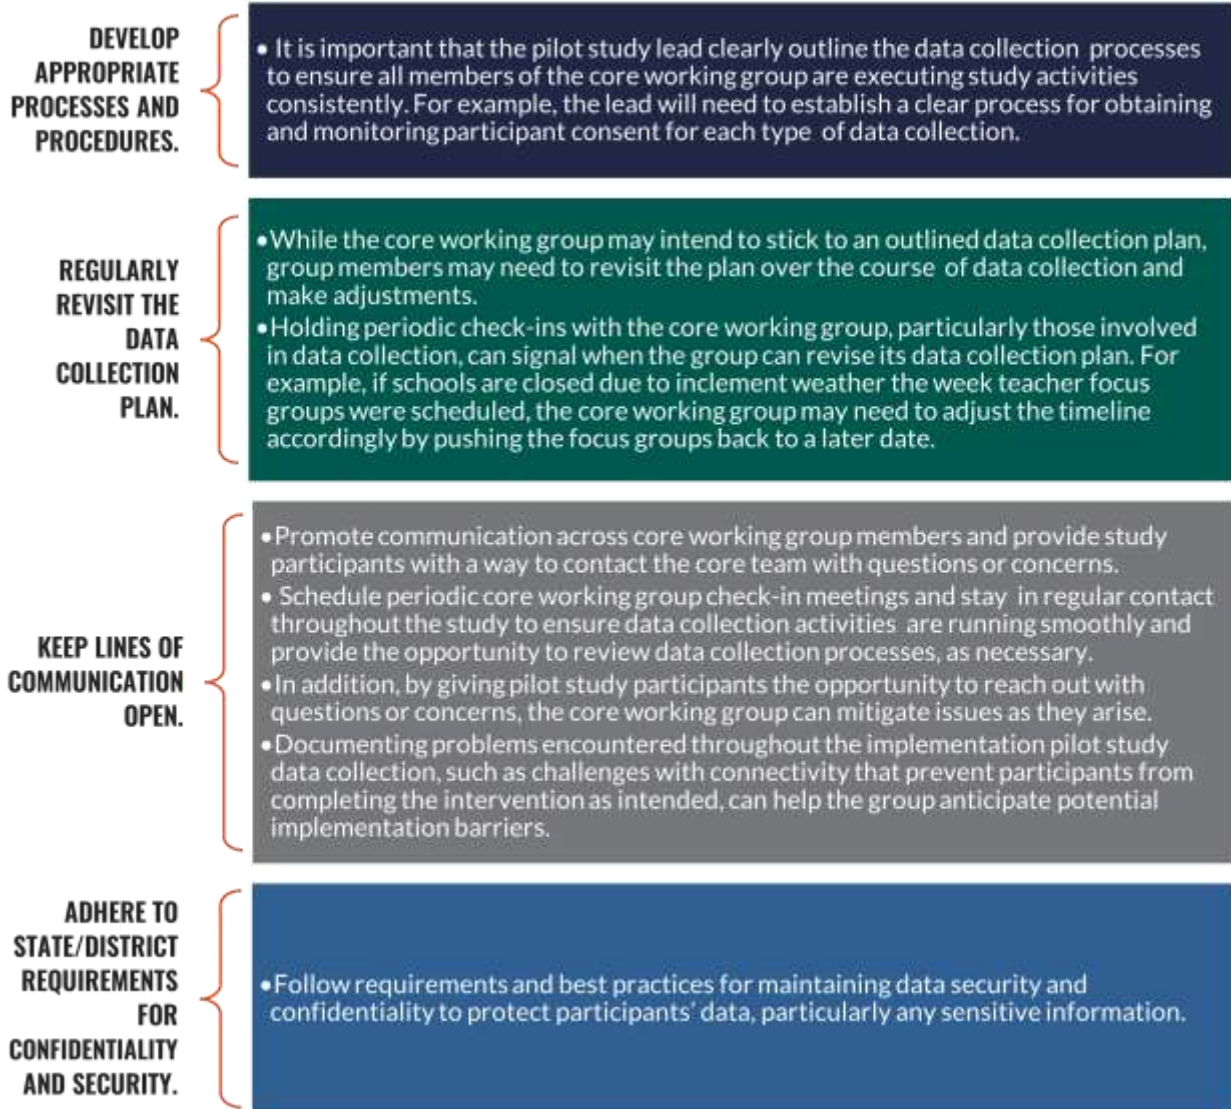 DEVELOP
APPROPRIATE
PROCESSES AND
PROCEDURES.
• It is important that the pilot study lead clearly outline the data collection processes
to ensure all members of the core working group are executing study activities
consistently. For example, the lead will need to establish a clear process for obtaining
and monitoring participant consent for each type of data collection.
REGULARLY
REVISIT THE
DATA
COLLECTION
PLAN.
•While the core working group may intend to stick to an outlined data collection plan,
group members may need to revisit the plan over the course of data collection and
make adjustments.
•Holding periodic check-ins with the core working group, particularly those involved
in data collection, can signal when the group can revise its data collection plan. For
example, if schools are closed due to inclement weather the week teacher focus
groups were scheduled, the core working group may need to adjust the timeline
accordingly by pushing the focus groups back to a later date.
KEEP LINES OF
COMMUNICATION
OPEN.
•Promote communication across core working group members and provide study
participants with a way to contact the core team with questions or concerns.
• Schedule periodic core working group check-in meetings and stay in regular contact
throughout the study to ensure data collection activities are running smoothly and
provide the opportunity to review data collection processes, as necessary.
•In addition, by giving pilot study participants the opportunity to reach out with
questions or concerns, the core working group can mitigate issues as they arise.
•Documenting problems encountered throughout the implementation pilot study
data collection, such as challenges with connectivity that prevent participants from
completing the intervention as intended, can help the group anticipate potential
implementation barriers.
ADHERE TO
STATE/DISTRICT
REQUIREMENTS
FOR
CONFIDENTIALITY
AND SECURITY.
•Follow requirements and best practices for maintaining data security and
confidentiality to protect participants' data, particularly any sensitive information.